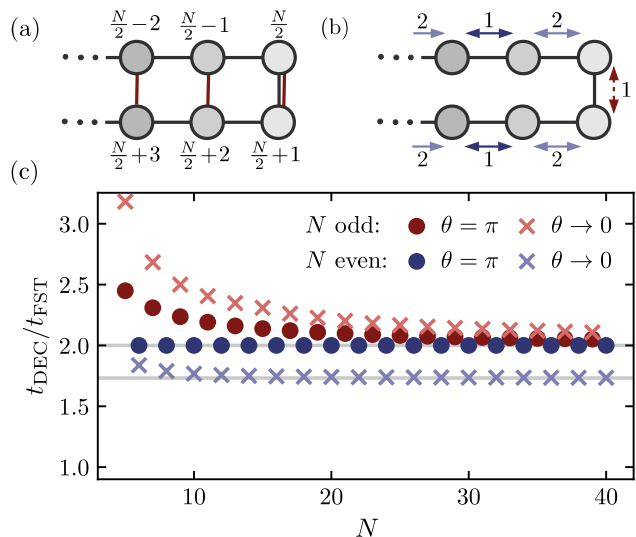 (a)
N/2−2 N/2−1 N/2
N/2+3 N/2+2 N/2+1
(b)
2 1 2
1
2 1 2
(c)
N odd: θ = π θ → 0
N even: θ = π θ → 0
t_DEC/t_FST
3.0
2.5
2.0
1.5
1.0
10 20 30 40
N